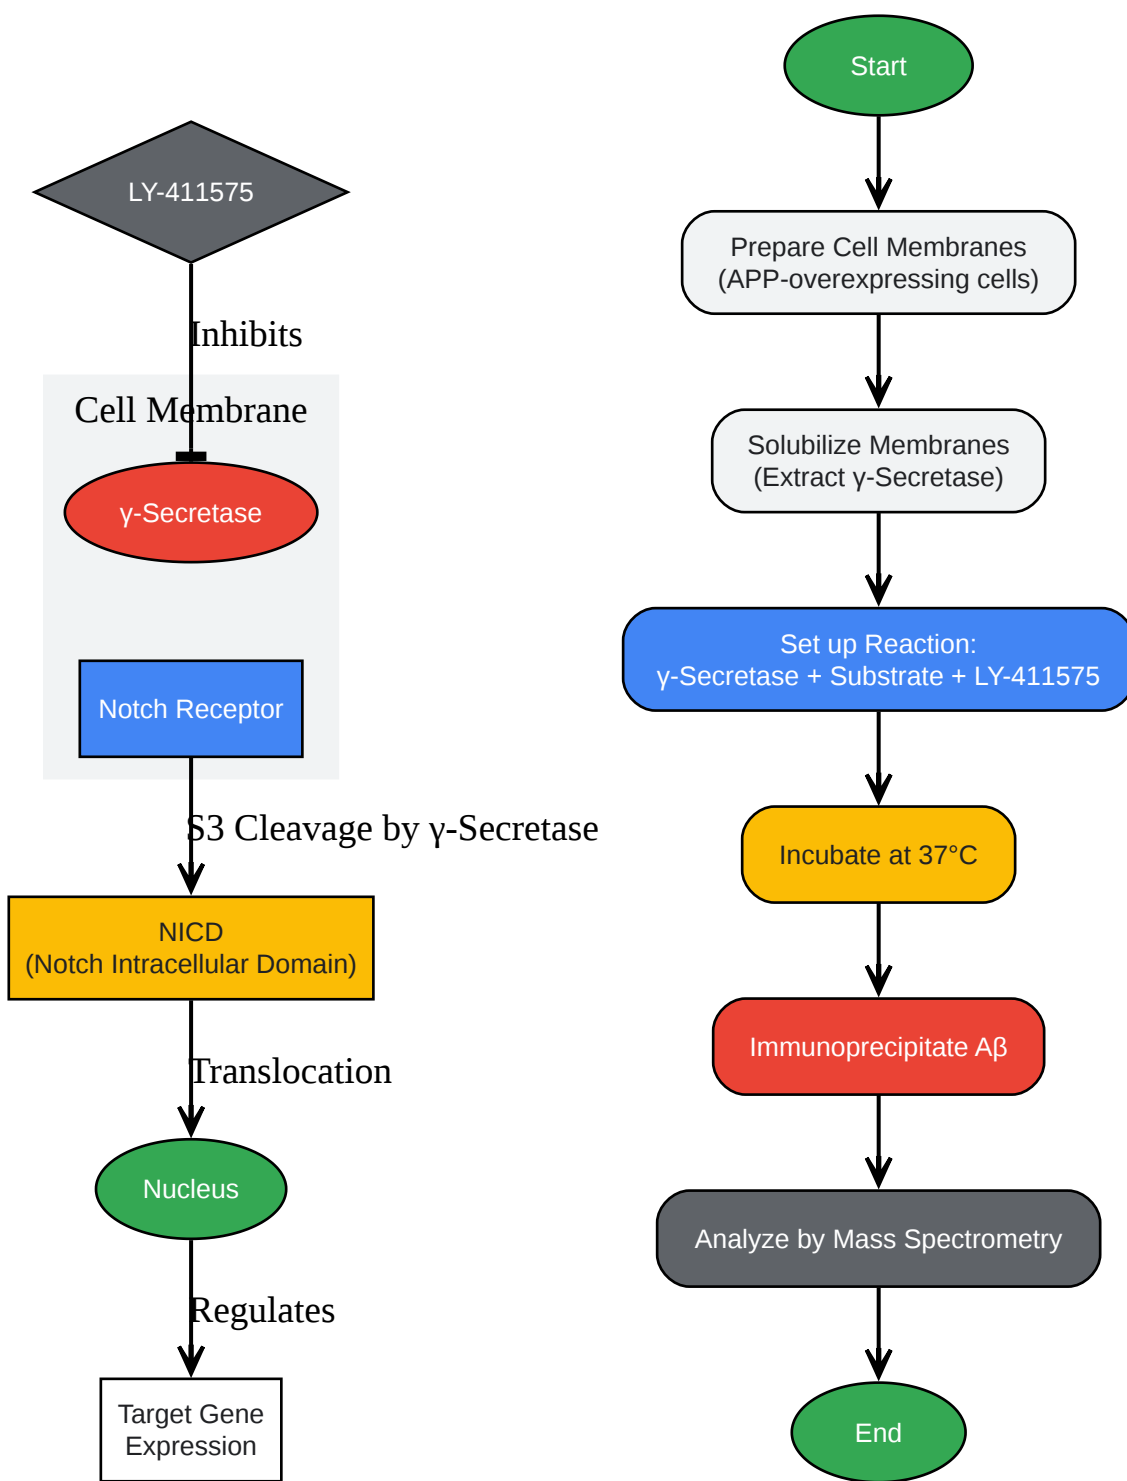 LY-411575
Inhibits
Cell Membrane
γ-Secretase
Notch Receptor
S3 Cleavage by γ-Secretase
NICD
(Notch Intracellular Domain)
Translocation
Nucleus
Regulates
Target Gene
Expression
Start
Prepare Cell Membranes
(APP-overexpressing cells)
Solubilize Membranes
(Extract γ-Secretase)
Set up Reaction:
γ-Secretase + Substrate + LY-411575
Incubate at 37°C
Immunoprecipitate Aβ
Analyze by Mass Spectrometry
End